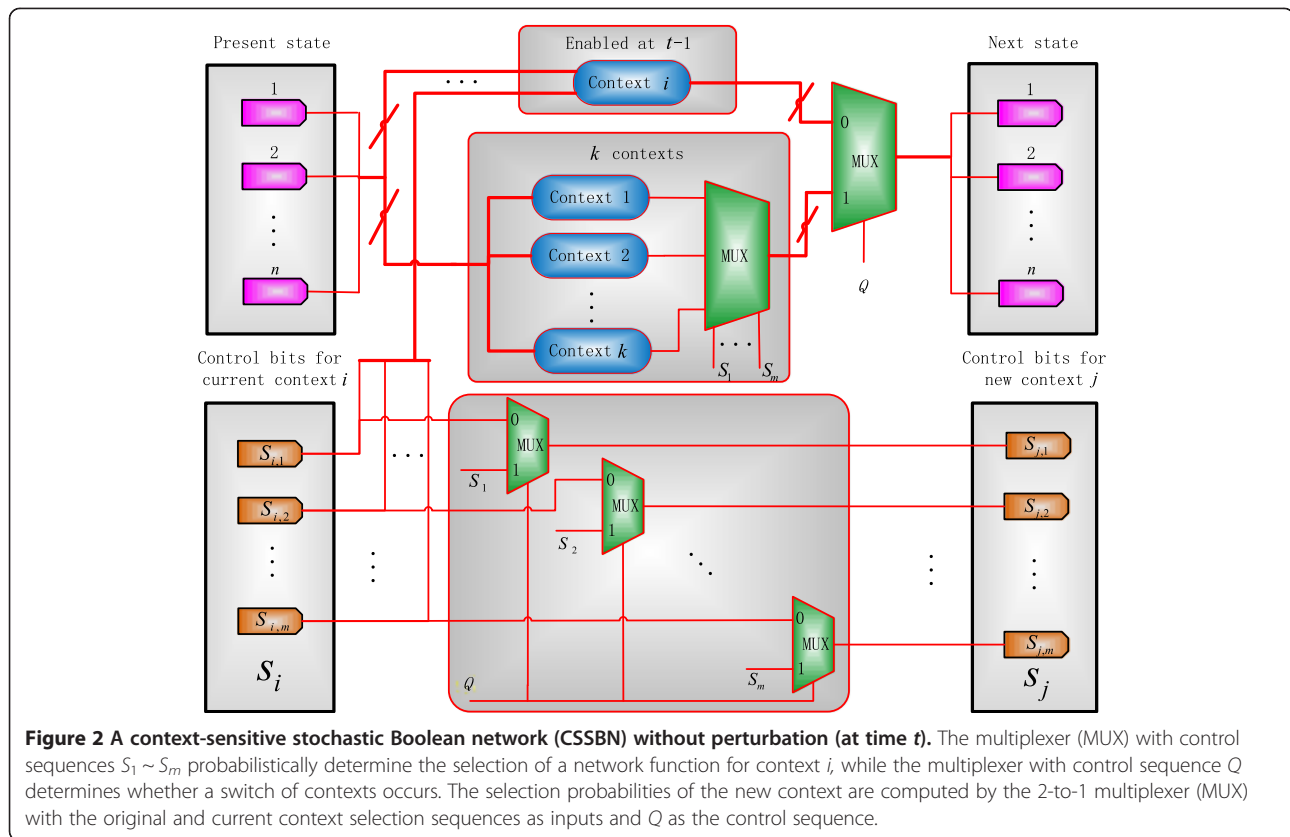 Present state
Enabled at t-1
Next state
1
2
n
. . .
Context i
k contexts
Context 1
Context 2
Context k
MUX
S1 . . . Sm
0
MUX
1
Q
1
2
n
Control bits for
current context i
Control bits for
new context j
Si,1
Si,2
Si,m
Si
0
MUX
1
S1
0
MUX
1
S2
0
MUX
1
Sm
Q
Sj,1
Sj,2
Sj,m
Sj
Figure 2 A context-sensitive stochastic Boolean network (CSSBN) without perturbation (at time t). The multiplexer (MUX) with control
sequences S1 ~ Sm probabilistically determine the selection of a network function for context i, while the multiplexer with control sequence Q
determines whether a switch of contexts occurs. The selection probabilities of the new context are computed by the 2-to-1 multiplexer (MUX)
with the original and current context selection sequences as inputs and Q as the control sequence.